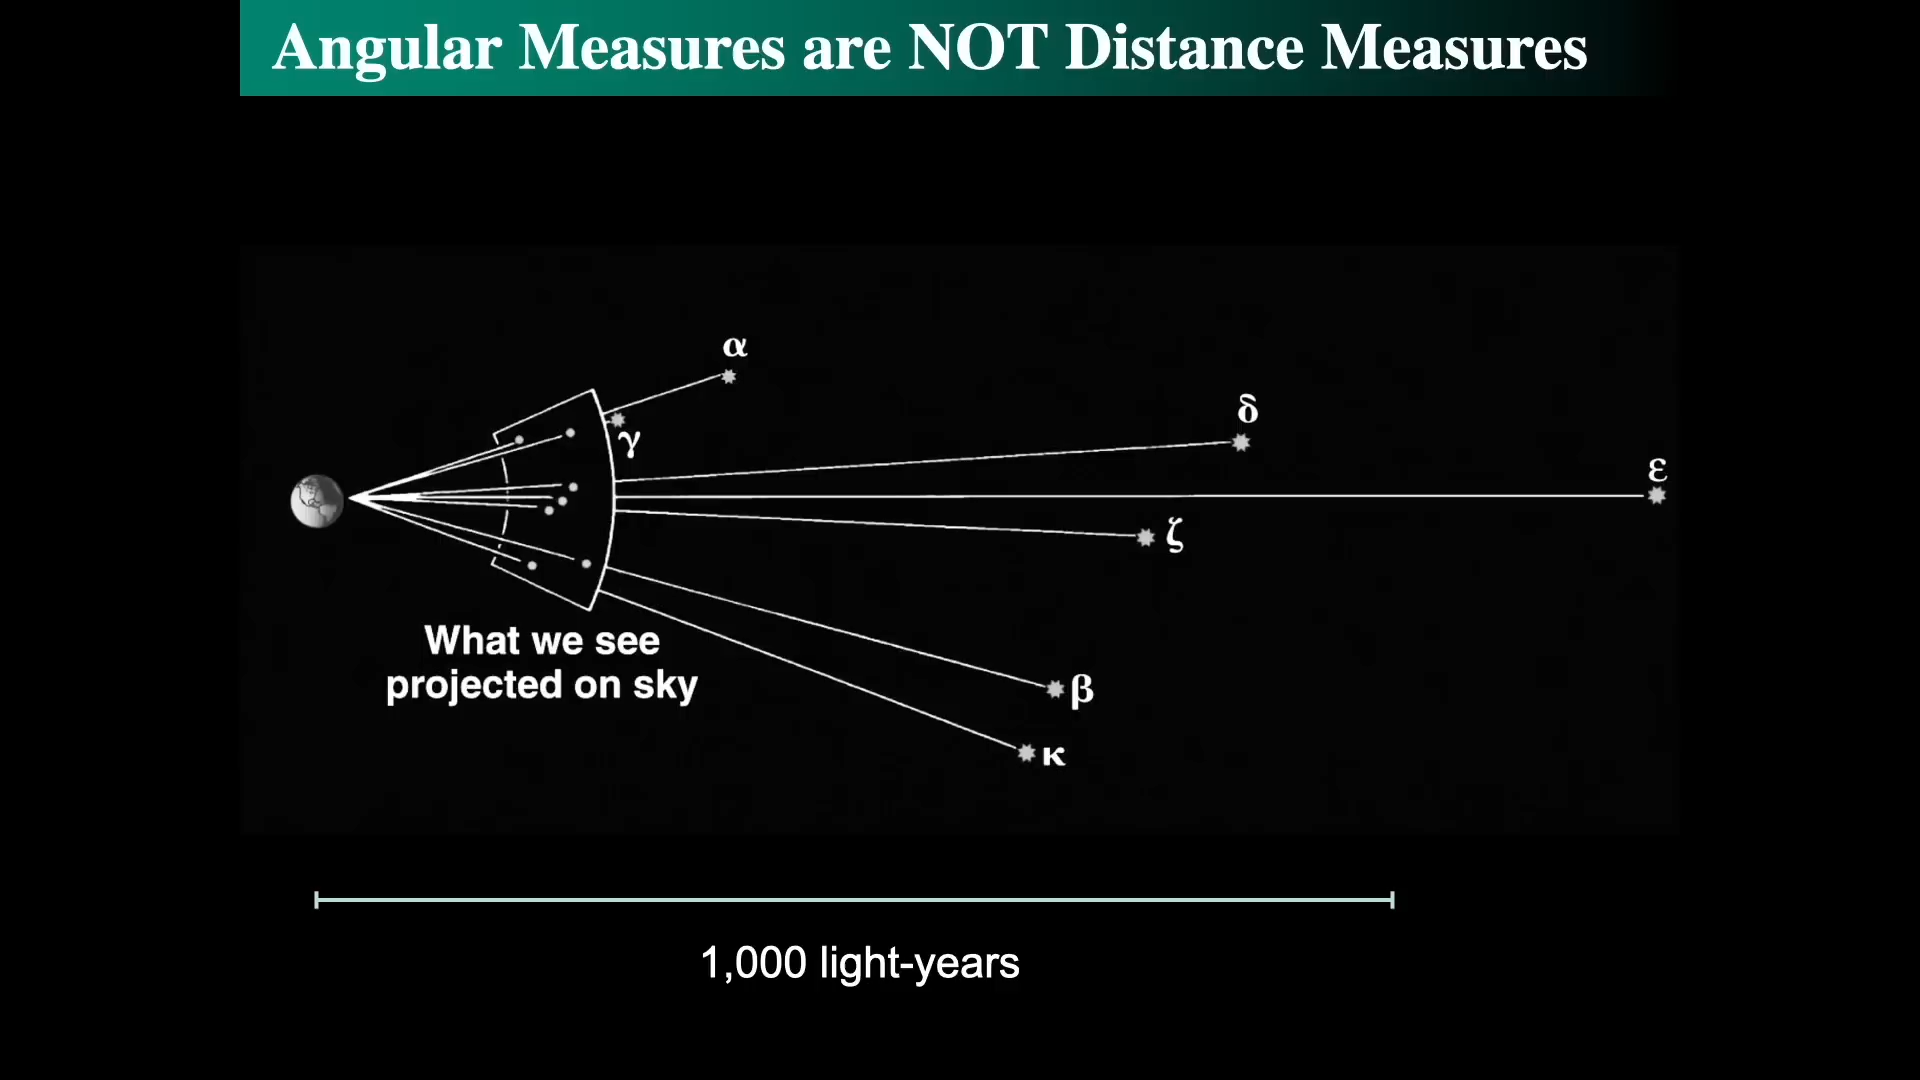 Angular Measures are NOT Distance Measures
α
γ
δ
ε
ζ
β
κ
What we see
projected on sky
1,000 light-years